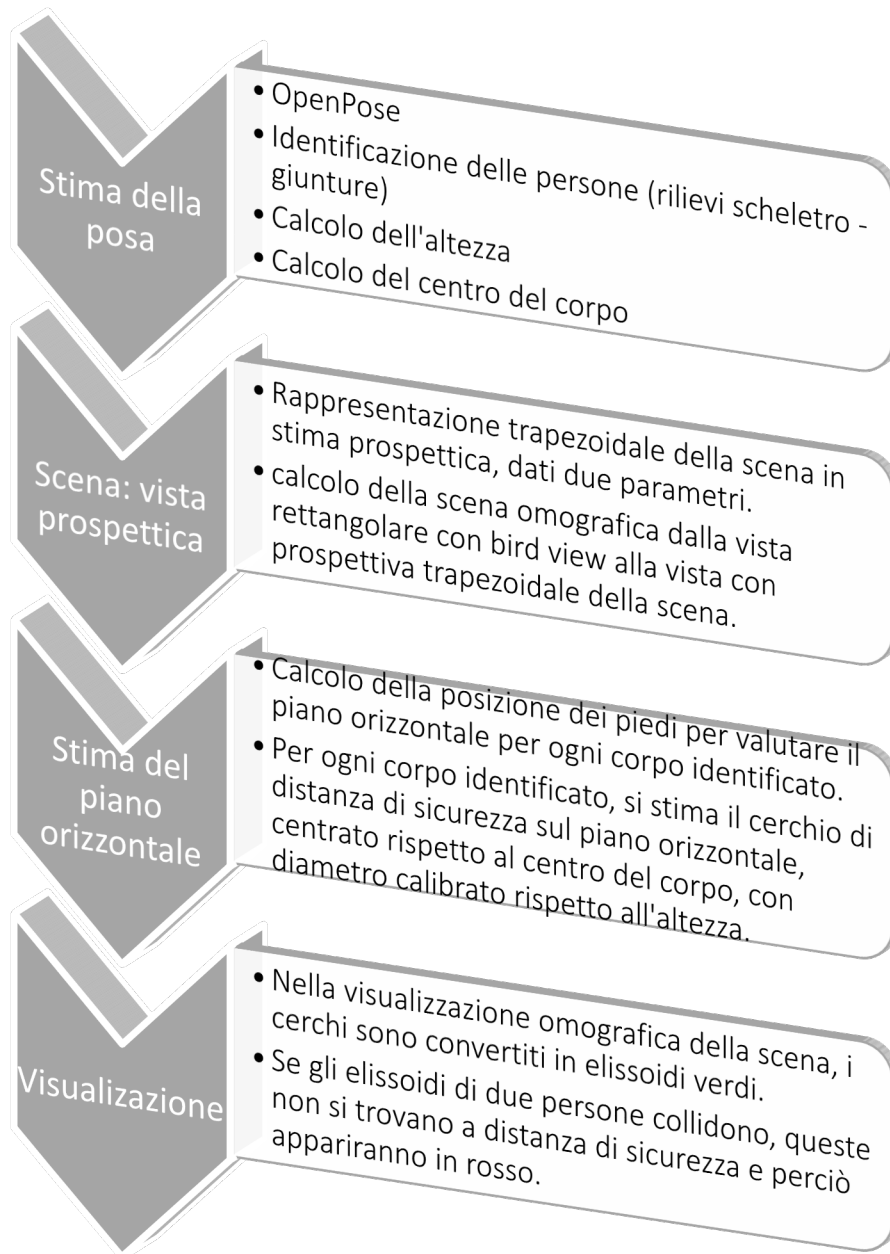 Stima della
posa
• OpenPose
• Identificazione delle persone (rilievi scheletro -
giunture)
• Calcolo dell'altezza
• Calcolo del centro del corpo
Scena: vista
prospettica
• Rappresentazione trapezoidale della scena in
stima prospettica, dati due parametri.
• calcolo della scena omografica dalla vista
rettangolare con bird view alla vista con
prospettiva trapezoidale della scena.
Stima del
piano
orizzontale
• Calcolo della posizione dei piedi per valutare il
piano orizzontale per ogni corpo identificato.
• Per ogni corpo identificato, si stima il cerchio di
distanza di sicurezza sul piano orizzontale,
centrato rispetto al centro del corpo, con
diametro calibrato rispetto all'altezza.
Visualizazione
• Nella visualizzazione omografica della scena, i
cerchi sono convertiti in elissoidi verdi.
• Se gli elissoidi di due persone collidono, queste
non si trovano a distanza di sicurezza e perciò
appariranno in rosso.